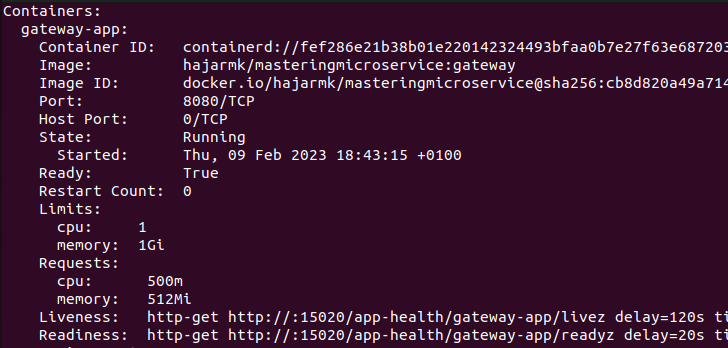 Containers:
gateway-app:
Container ID: containerd://fef286e21b38b01e220142324493bfaa0b7e27f63e687203
Image: hajarmk/masteringmicroservice:gateway
Image ID: docker.io/hajarmk/masteringmicroservice@sha256:cb8d820a49a714
Port: 8080/TCP
Host Port: 0/TCP
State: Running
Started: Thu, 09 Feb 2023 18:43:15 +0100
Ready: True
Restart Count: 0
Limits:
cpu: 1
memory: 1Gi
Requests:
cpu: 500m
memory: 512Mi
Liveness: http-get http://:15020/app-health/gateway-app/livez delay=120s ti
Readiness: http-get http://:15020/app-health/gateway-app/readyz delay=20s ti